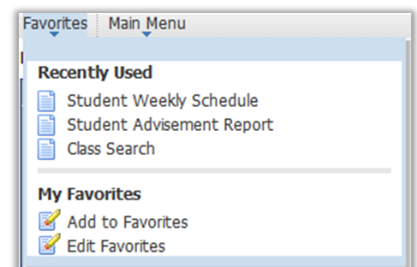 Favorites Main Menu
Recently Used
Student Weekly Schedule
Student Advisement Report
Class Search
My Favorites
Add to Favorites
Edit Favorites